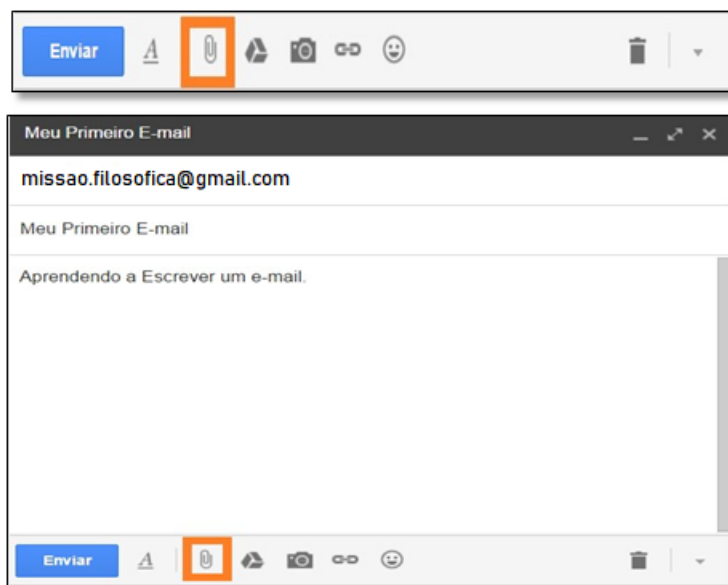 Enviar A
Meu Primeiro E-mail
missao.filosofica@gmail.com
Meu Primeiro E-mail
Aprendendo a Escrever um e-mail.
Enviar A